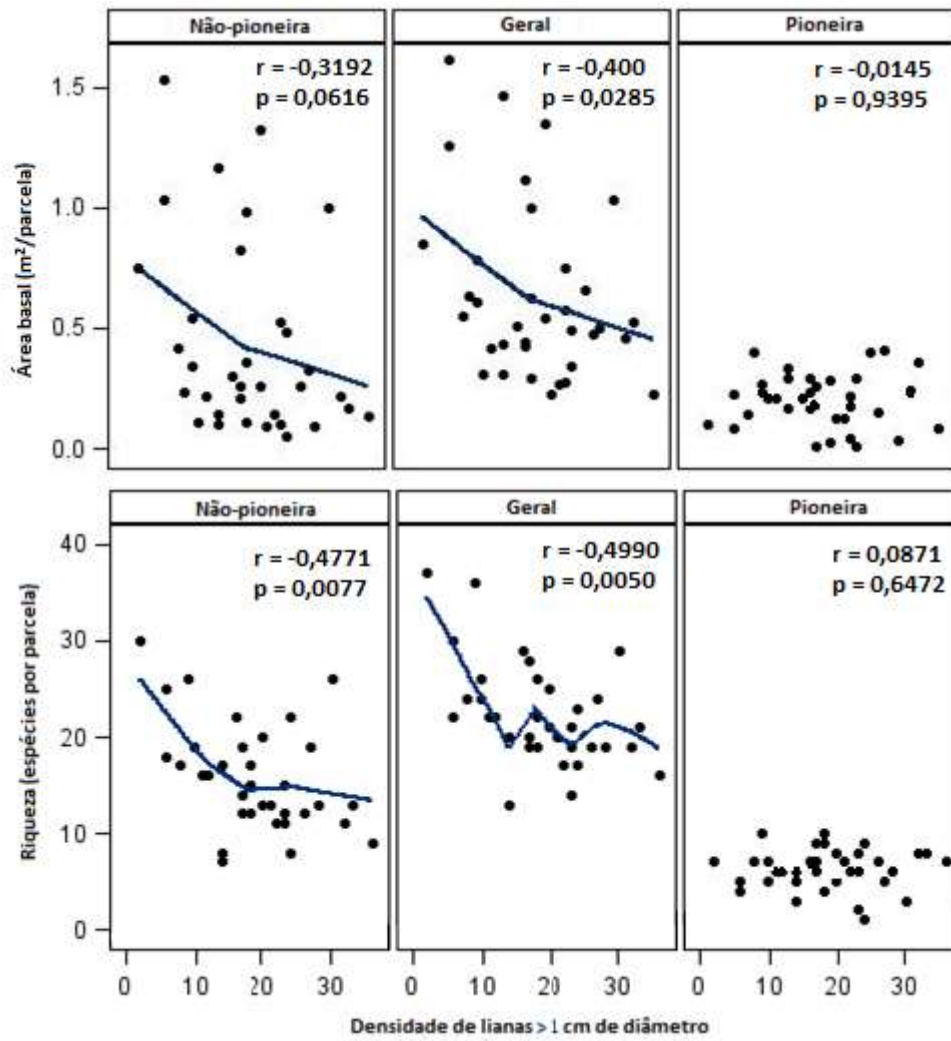 Não-pioneira Geral Pioneira
r = -0,3192 r = -0,400 r = -0,0145
p = 0,0616 p = 0,0285 p = 0,9395
1.5
1.0
0.5
0.0
Área basal (m²/parcela)
Não-pioneira Geral Pioneira
r = -0,4771 r = -0,4990 r = 0,0871
p = 0,0077 p = 0,0050 p = 0,6472
40
30
20
10
0
Riqueza (espécies por parcela)
0 10 20 30 0 10 20 30 0 10 20 30
Densidade de lianas > 1 cm de diâmetro